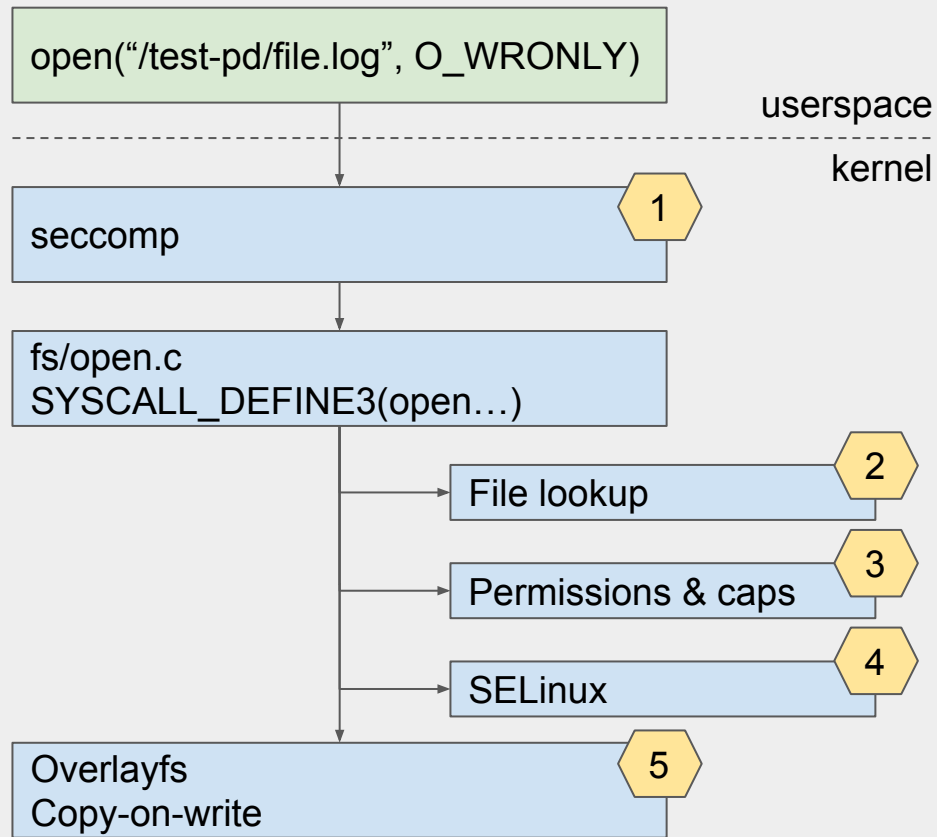 open(“/test-pd/file.log”, O_WRONLY)
userspace
kernel
1
seccomp
fs/open.c
SYSCALL_DEFINE3(open…)
2
File lookup
3
Permissions & caps
4
SELinux
5
Overlayfs
Copy-on-write